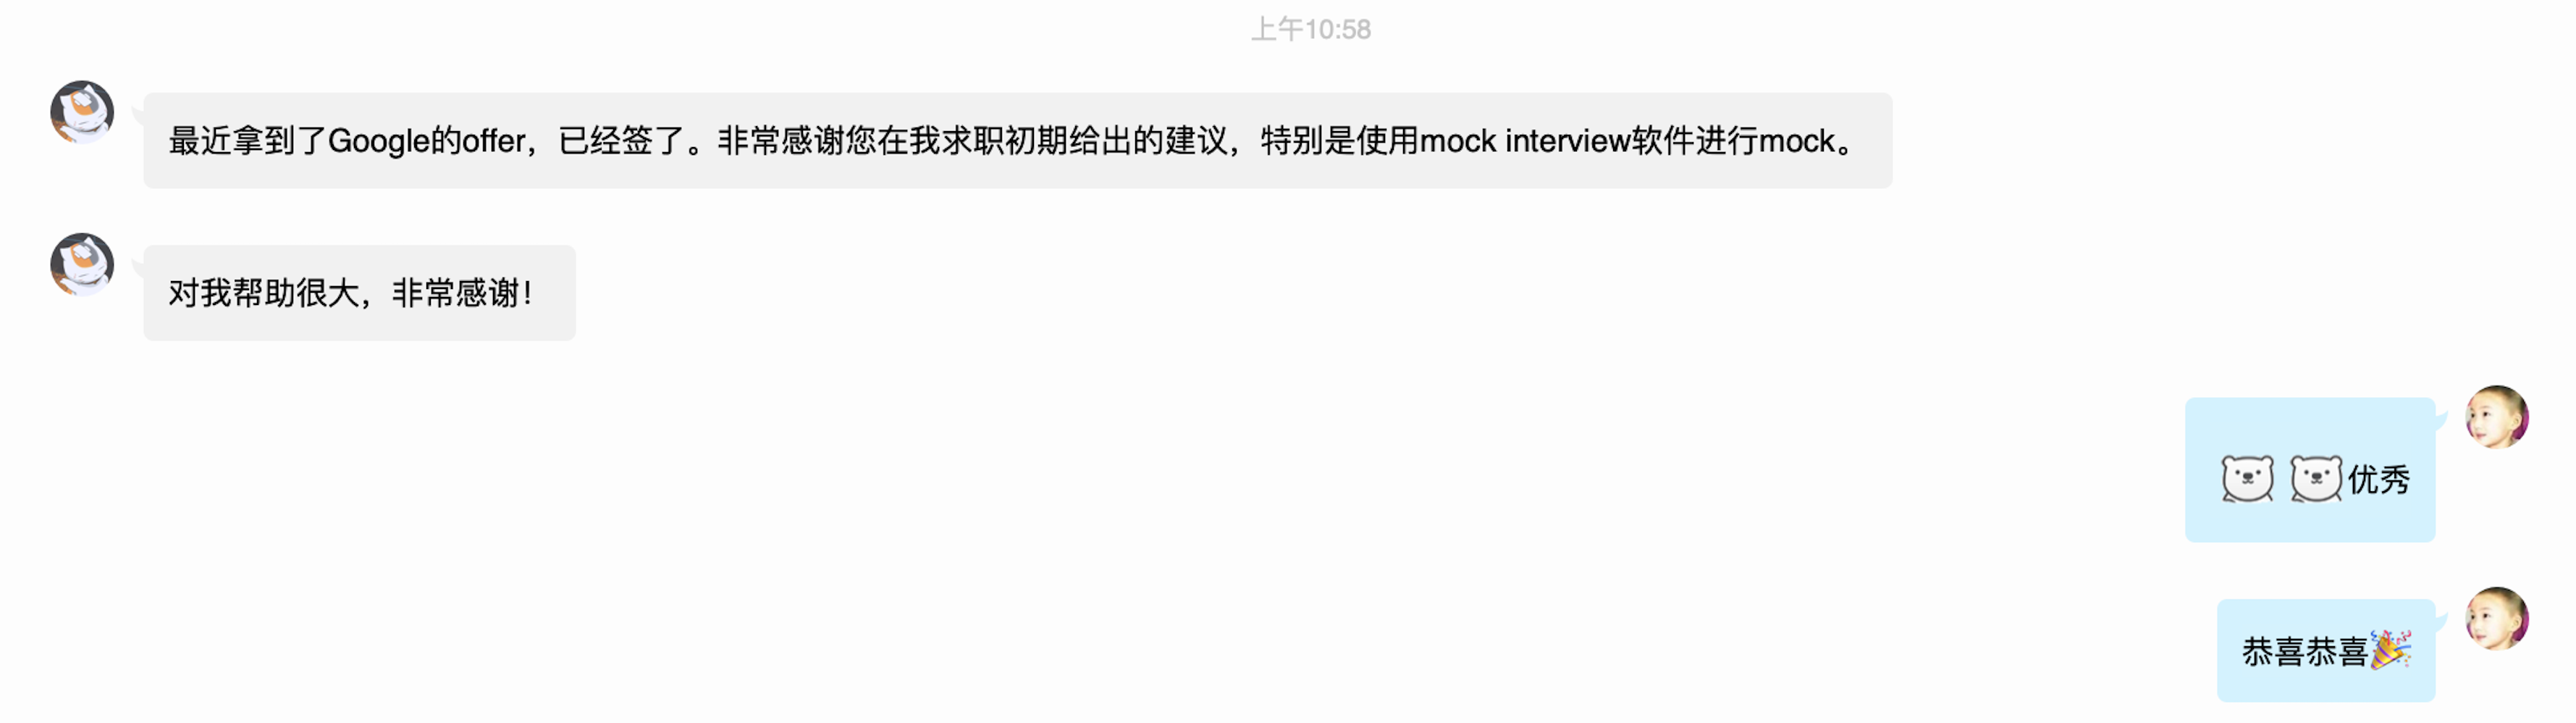 上午10:58
最近拿到了Google的offer，已经签了。非常感谢您在我求职初期给出的建议，特别是使用mock interview软件进行mock。
对我帮助很大，非常感谢！
优秀
恭喜恭喜🎉